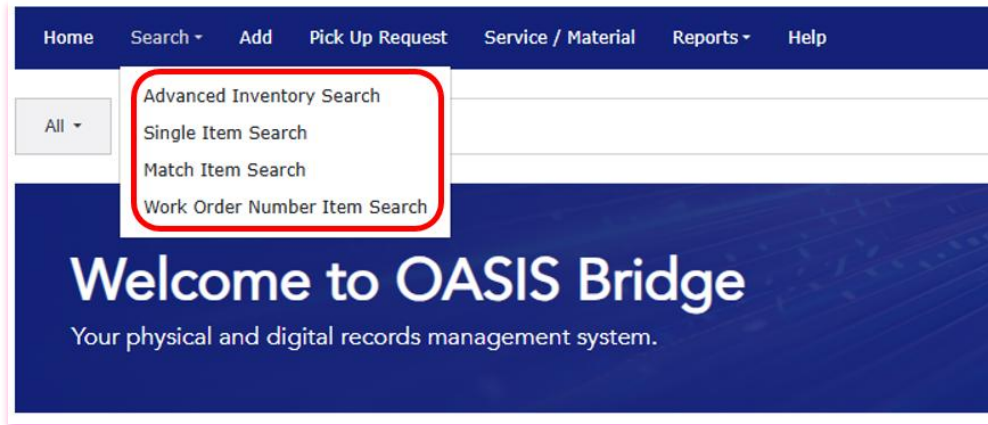 Home Search Add Pick Up Request Service / Material Reports Help
Advanced Inventory Search
All
Single Item Search
Match Item Search
Work Order Number Item Search
Welcome to OASIS Bridge
Your physical and digital records management system.